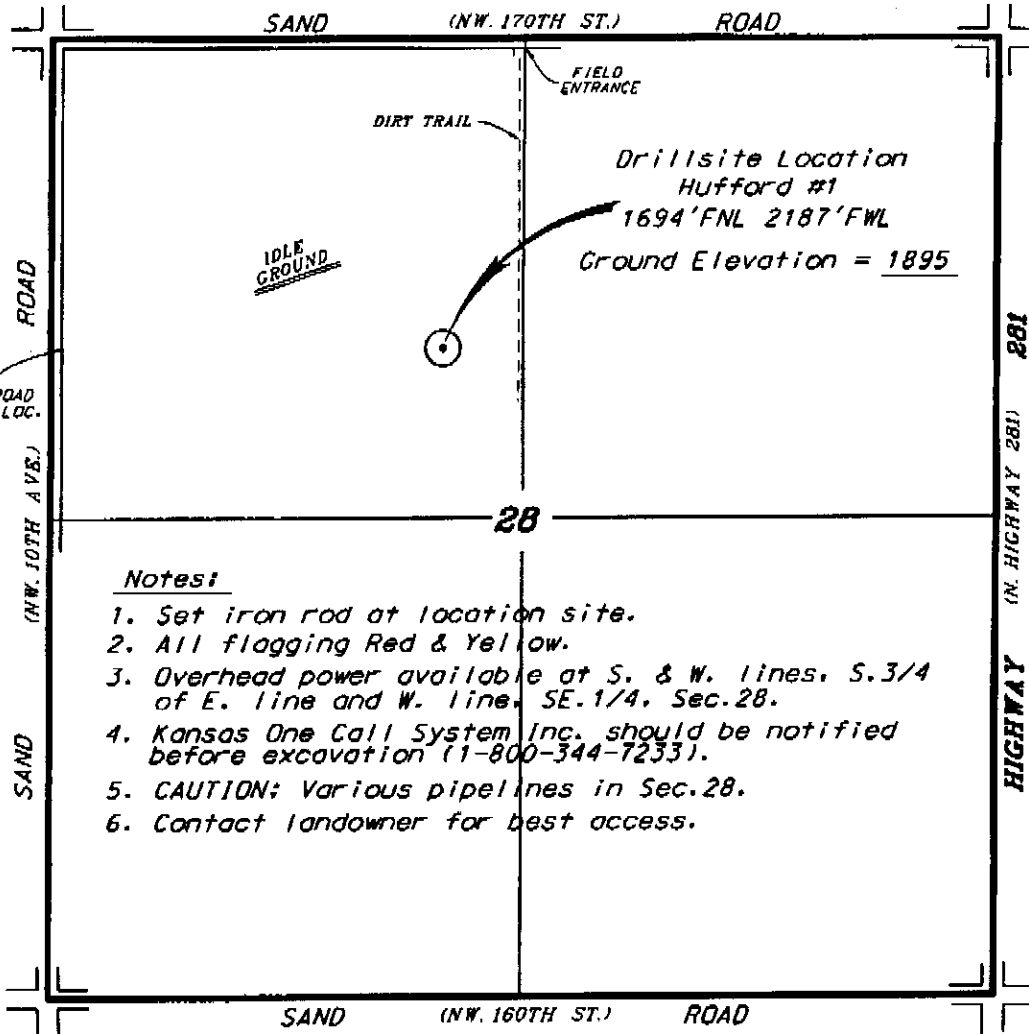 SAND (NW. 170TH ST.) ROAD
FIELD
ENTRANCE
DIRT TRAIL
Drillsite Location
Hufford #1
1694'FNL 2187'FWL
Ground Elevation = 1895
IDLE
GROUND
ROAD
LOC.
(NW. 10TH AVE.)
SAND
281
(N. HIGHWAY 281)
HIGHWAY
28
Notes:
1. Set iron rod at location site.
2. All flagging Red & Yellow.
3. Overhead power available at S. & W. lines. S.3/4
of E. line and W. line. SE.1/4. Sec.28.
4. Kansas One Call System Inc. should be notified
before excavation (1-800-344-7233).
5. CAUTION: Various pipelines in Sec.28.
6. Contact landowner for best access.
SAND (NW. 160TH ST.) ROAD